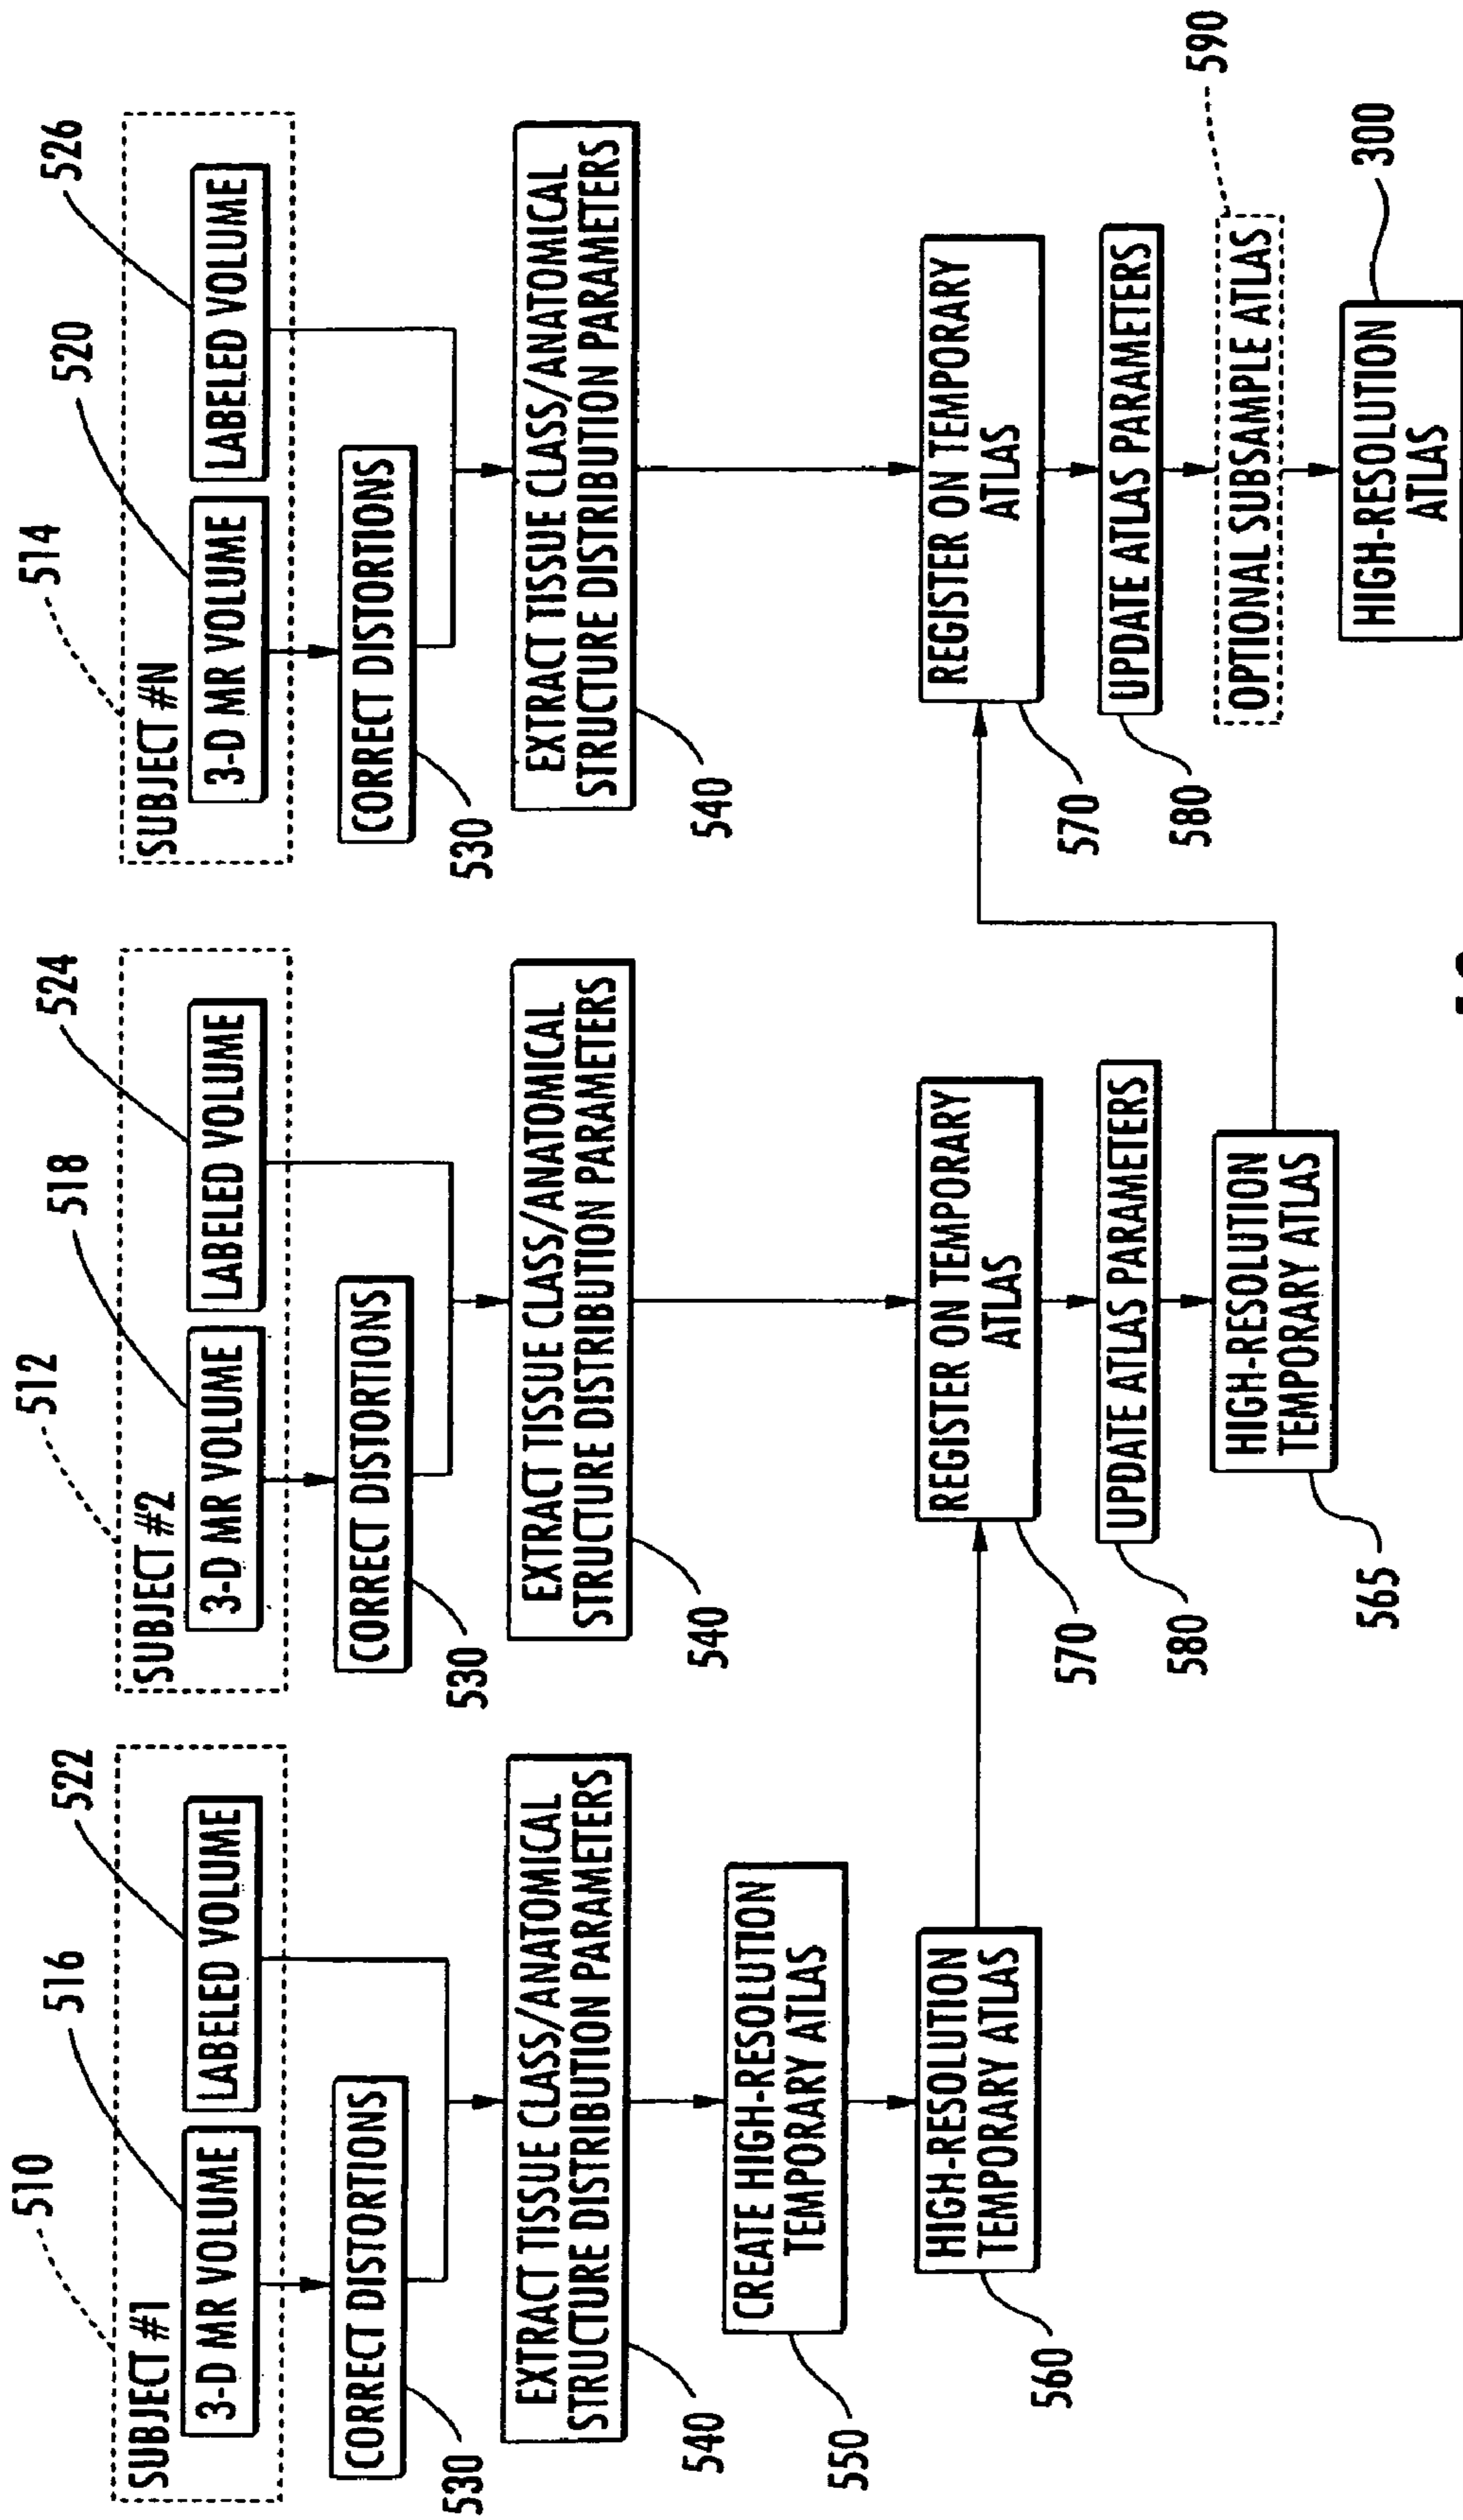 510
516
522
SUBJECT #1
3-D MR VOLUME
LABELED VOLUME
CORRECT DISTORTIONS
530
EXTRACT TISSUE CLASS/ANATOMICAL
STRUCTURE DISTRIBUTION PARAMETERS
540
CREATE HIGH-RESOLUTION
TEMPORARY ATLAS
550
HIGH-RESOLUTION
TEMPORARY ATLAS
560
512
518
524
SUBJECT #2
3-D MR VOLUME
LABELED VOLUME
CORRECT DISTORTIONS
530
EXTRACT TISSUE CLASS/ANATOMICAL
STRUCTURE DISTRIBUTION PARAMETERS
540
REGISTER ON TEMPORARY
ATLAS
570
UPDATE ATLAS PARAMETERS
580
HIGH-RESOLUTION
TEMPORARY ATLAS
565
514
520
526
SUBJECT #N
3-D MR VOLUME
LABELED VOLUME
CORRECT DISTORTIONS
530
EXTRACT TISSUE CLASS/ANATOMICAL
STRUCTURE DISTRIBUTION PARAMETERS
540
REGISTER ON TEMPORARY
ATLAS
570
UPDATE ATLAS PARAMETERS
580
OPTIONAL SUBSAMPLE ATLAS
590
HIGH-RESOLUTION
ATLAS
300